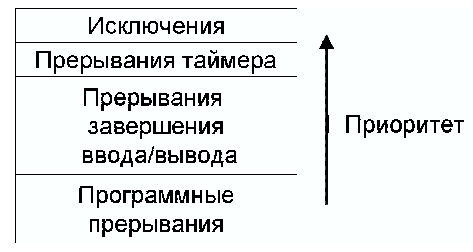 Исключения
Прерывания таймера
Прерывания
завершения
ввода/вывода
Приоритет
Программные
прерывания